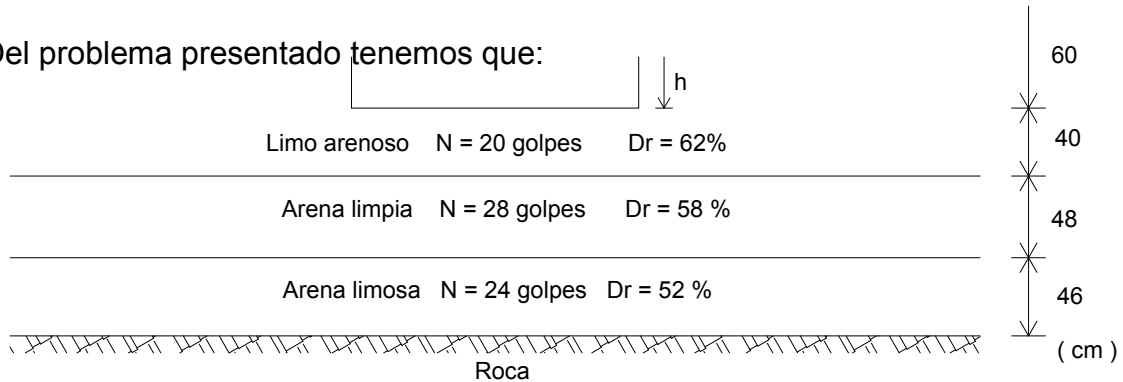 Del problema presentado tenemos que:
60
h
Limo arenoso N = 20 golpes Dr = 62%
40
Arena limpia N = 28 golpes Dr = 58 %
48
Arena limosa N = 24 golpes Dr = 52 %
46
( cm )
Roca